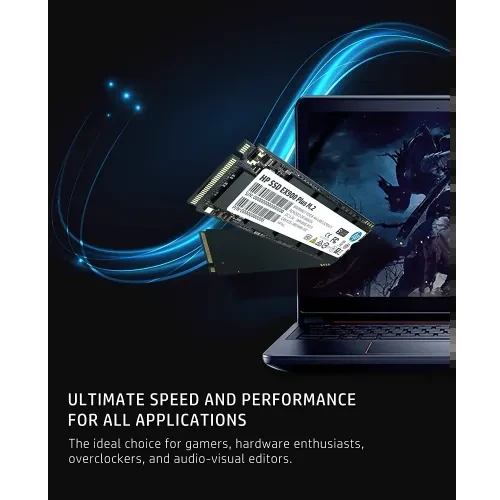 HP SSD EX900 Plus M.2
hp
ULTIMATE SPEED AND PERFORMANCE
FOR ALL APPLICATIONS
The ideal choice for gamers, hardware enthusiasts,
overclockers, and audio-visual editors.